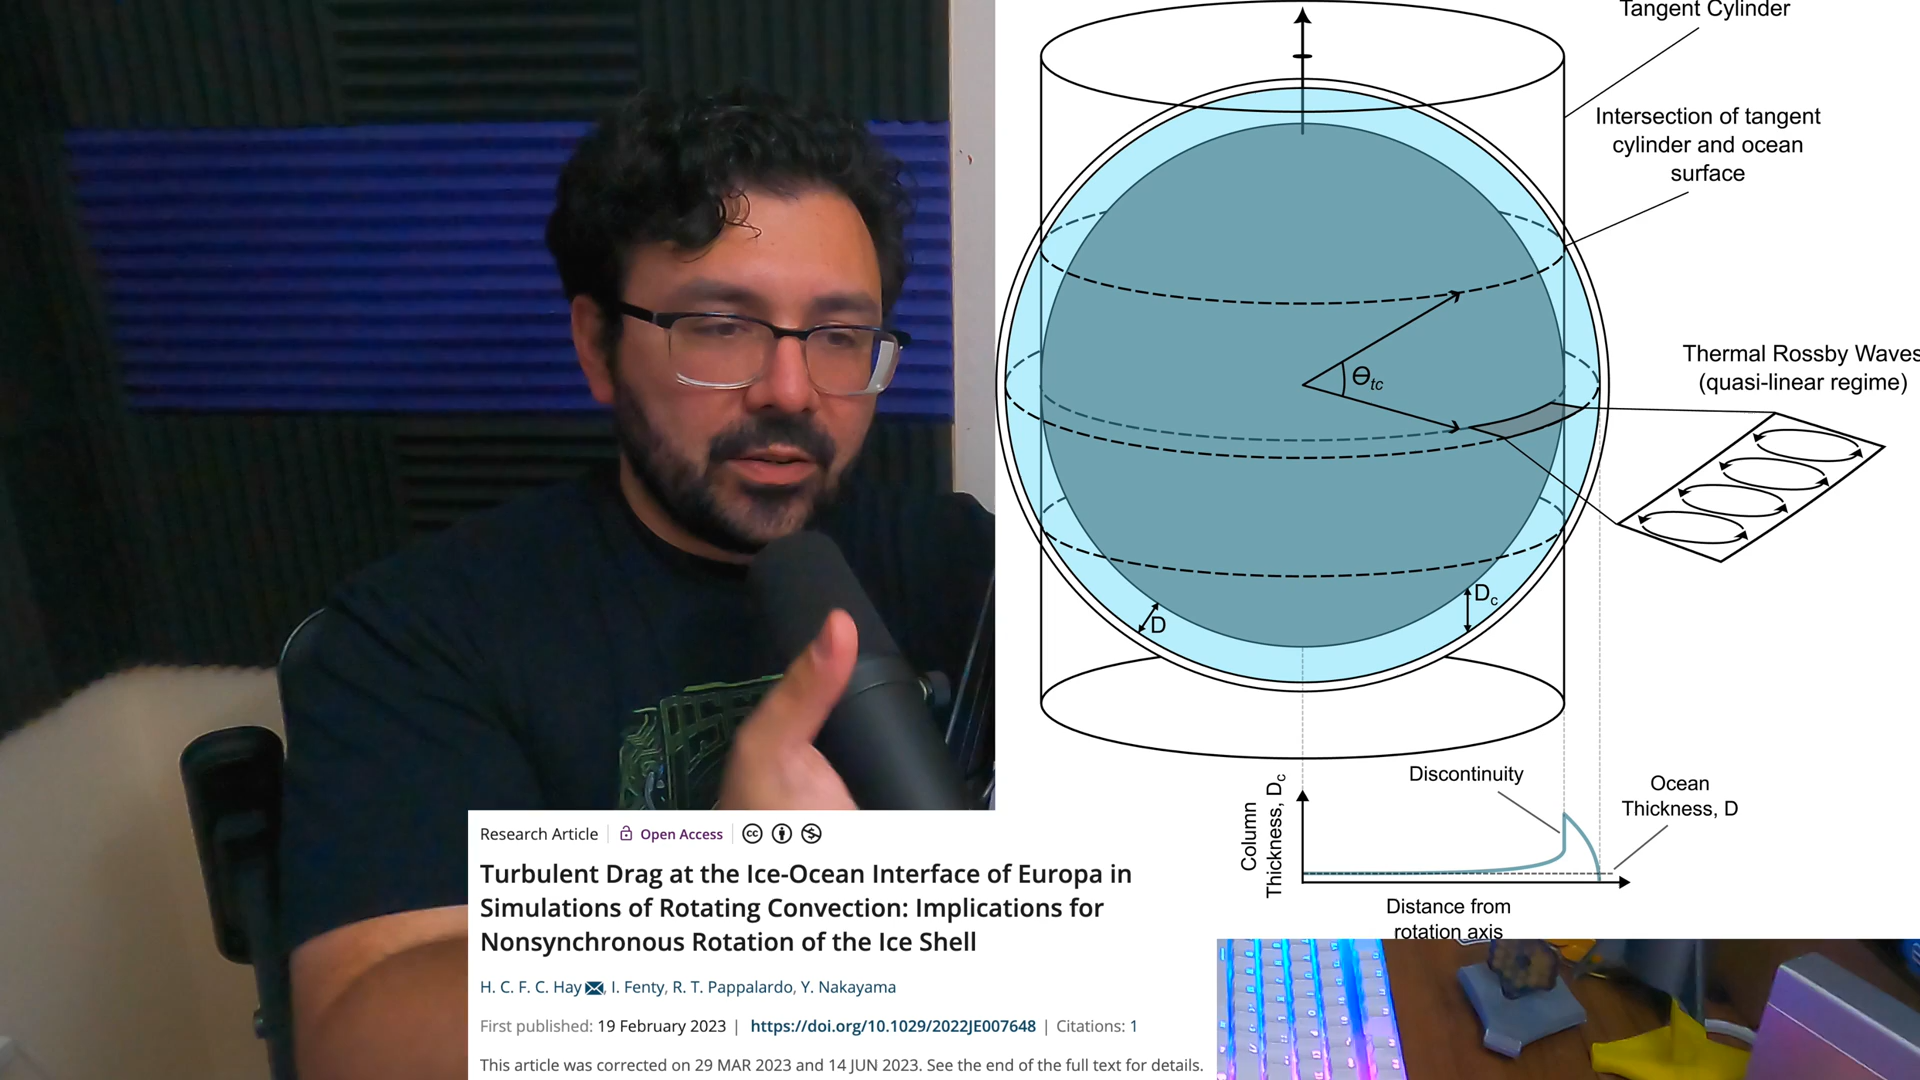 Tangent Cylinder
Intersection of tangent
cylinder and ocean
surface
Thermal Rossby Waves
(quasi-linear regime)
Θtc
Dc
D
Discontinuity
Ocean
Thickness, D
Column
Thickness, Dc
Distance from
rotation axis
Research Article
Open Access
cc
Turbulent Drag at the Ice-Ocean Interface of Europa in
Simulations of Rotating Convection: Implications for
Nonsynchronous Rotation of the Ice Shell
H. C. F. C. Hay, I. Fenty, R. T. Pappalardo, Y. Nakayama
First published: 19 February 2023 | https://doi.org/10.1029/2022JE007648 | Citations: 1
This article was corrected on 29 MAR 2023 and 14 JUN 2023. See the end of the full text for details.